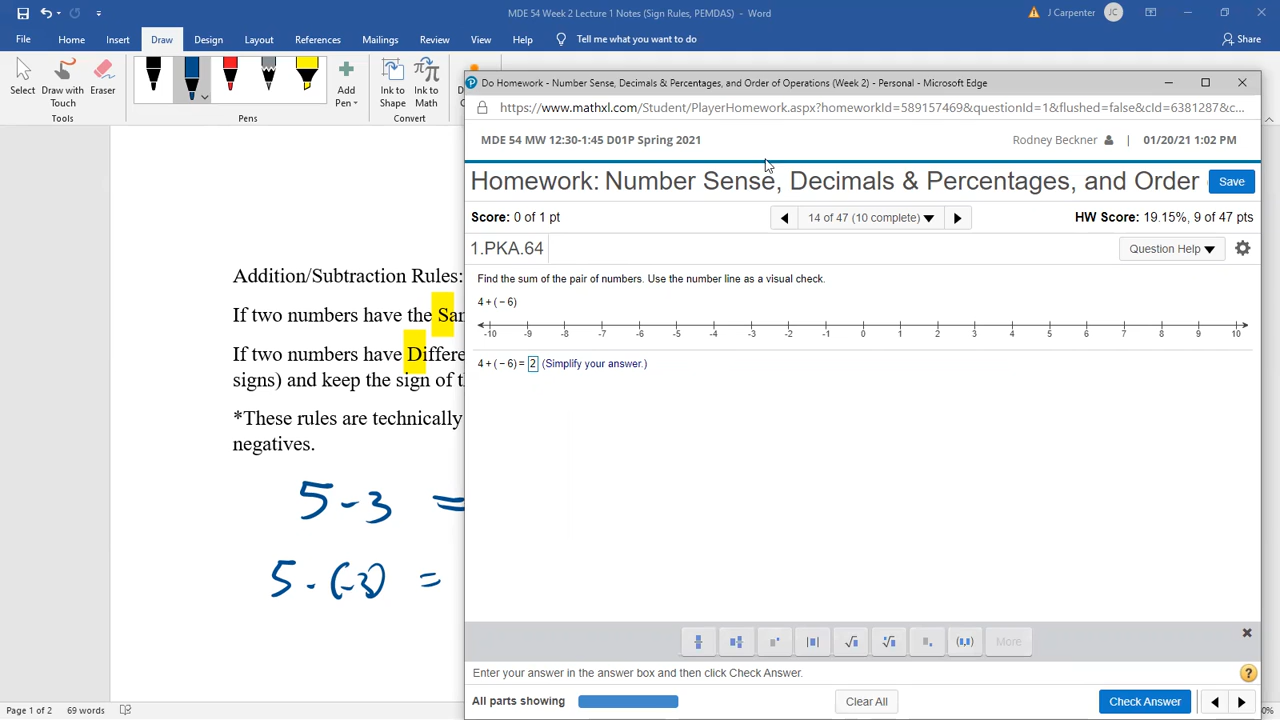 MDE 54 Week 2 Lecture 1 Notes (Sign Rules, PEMDAS) - Word
J Carpenter JC
File Home Insert Draw Design Layout References Mailings Review View Help Tell me what you want to do Share
Select Draw with Touch Eraser Add Pen Ink to Shape Ink to Math
Tools Pens Convert
Do Homework - Number Sense, Decimals & Percentages, and Order of Operations (Week 2) - Personal - Microsoft Edge
https://www.mathxl.com/Student/PlayerHomework.aspx?homeworkId=589157469&questionId=1&flushed=false&cId=6381287&c...
MDE 54 MW 12:30-1:45 D01P Spring 2021 Rodney Beckner | 01/20/21 1:02 PM
Homework: Number Sense, Decimals & Percentages, and Order Save
Score: 0 of 1 pt 14 of 47 (10 complete) HW Score: 19.15%, 9 of 47 pts
1.PKA.64 Question Help
Find the sum of the pair of numbers. Use the number line as a visual check.
4 + (− 6)
-10 -9 -8 -7 -6 -5 -4 -3 -2 -1 0 1 2 3 4 5 6 7 8 9 10
4 + (− 6) = 2 (Simplify your answer.)
More
Enter your answer in the answer box and then click Check Answer.
All parts showing Clear All Check Answer
Addition/Subtraction Rules:
If two numbers have the Sa
If two numbers have Differe
signs) and keep the sign of th
*These rules are technically
negatives.
5 - 3 =
5 - (-3) =
Page 1 of 2 69 words